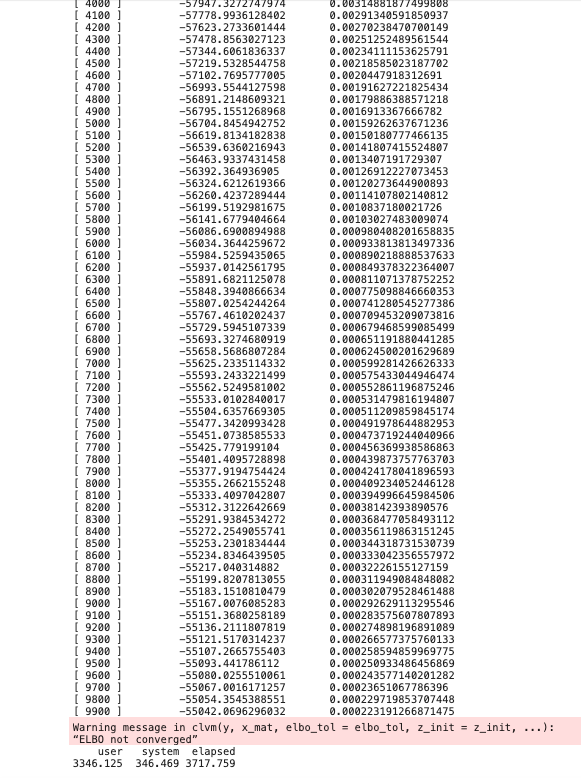 [ 4000 ] -57947.3272747974 0.00314881877499808
[ 4100 ] -57778.9936128402 0.00291340591850937
[ 4200 ] -57623.2733601444 0.00270238470700
[ 4300 ] -57478.8563027123 0.00251252489561544
[ 4400 ] -57344.6061836337 0.00234111153625791
[ 4500 ] -57219.5328544758 0.00218585023187702
[ 4600 ] -57102.7695777005 0.0020447918312691
[ 4700 ] -56993.5544127598 0.00191627221825434
[ 4800 ] -56891.2148609321 0.00179886388571218
[ 4900 ] -56795.1551268968 0.0016913367666782
[ 5000 ] -56704.8454942752 0.00159262637671236
[ 5100 ] -56619.8134182838 0.00150180777466135
[ 5200 ] -56539.6360216943 0.00141807415524807
[ 5300 ] -56463.9337431458 0.0013407191729307
[ 5400 ] -56392.364936905 0.00126912227073453
[ 5500 ] -56324.6212619366 0.00120273644900893
[ 5600 ] -56260.4237289444 0.00114107802140812
[ 5700 ] -56199.5192981675 0.0010837180021726
[ 5800 ] -56141.6779404664 0.00103027483009074
[ 5900 ] -56086.6900894988 0.000980408201658835
[ 6000 ] -56034.3644259672 0.000933813813497336
[ 6100 ] -55984.5259435065 0.000890218888537633
[ 6200 ] -55937.0142561795 0.000849378322364007
[ 6300 ] -55891.6821125078 0.000811071378752252
[ 6400 ] -55848.3940866634 0.000775098846660353
[ 6500 ] -55807.0254244264 0.000741280545277386
[ 6600 ] -55767.4610202437 0.000709453209073816
[ 6700 ] -55729.5945107339 0.000679468599085499
[ 6800 ] -55693.3274680919 0.000651191880441285
[ 6900 ] -55658.5686807284 0.000624500201629689
[ 7000 ] -55625.2335114332 0.000599281426626333
[ 7100 ] -55593.2433221499 0.000575433044946474
[ 7200 ] -55562.5249581002 0.000552861196875246
[ 7300 ] -55533.0102840017 0.000531479816194807
[ 7400 ] -55504.6357669305 0.000511209859845174
[ 7500 ] -55477.3420993428 0.000491978644882953
[ 7600 ] -55451.0738585533 0.000473719244040966
[ 7700 ] -55425.779199104 0.000456369938586863
[ 7800 ] -55401.4095728898 0.000439873757763703
[ 7900 ] -55377.9194754424 0.000424178041896593
[ 8000 ] -55355.2662155248 0.000409234052446128
[ 8100 ] -55333.4097042807 0.000394996645984506
[ 8200 ] -55312.3122642669 0.00038142393890576
[ 8300 ] -55291.9384534272 0.000368477058493112
[ 8400 ] -55272.2549055741 0.000356119863151245
[ 8500 ] -55253.2301834444 0.000344318731530739
[ 8600 ] -55234.8346439505 0.000333042356557972
[ 8700 ] -55217.040314882 0.0003222615​5127159
[ 8800 ] -55199.8207813055 0.000311949084848082
[ 8900 ] -55183.1510810479 0.000302079528461488
[ 9000 ] -55167.0076085283 0.000292629113295546
[ 9100 ] -55151.3680258189 0.000283575607807893
[ 9200 ] -55136.2111807819 0.000274898196891089
[ 9300 ] -55121.5170314237 0.000266577375760133
[ 9400 ] -55107.2665755403 0.000258594859969775
[ 9500 ] -55093.441786112 0.000250933486456869
[ 9600 ] -55080.0255510061 0.000243577140201282
[ 9700 ] -55067.0016171257 0.00023651067786396
[ 9800 ] -55054.3545388551 0.000229719853707448
[ 9900 ] -55042.0696296032 0.000223191266871475
Warning message in clvm(y, x_mat, elbo_tol = elbo_tol, z_init = z_init, ...):
“ELBO not converged”
user system elapsed
3346.125 346.469 3717.759